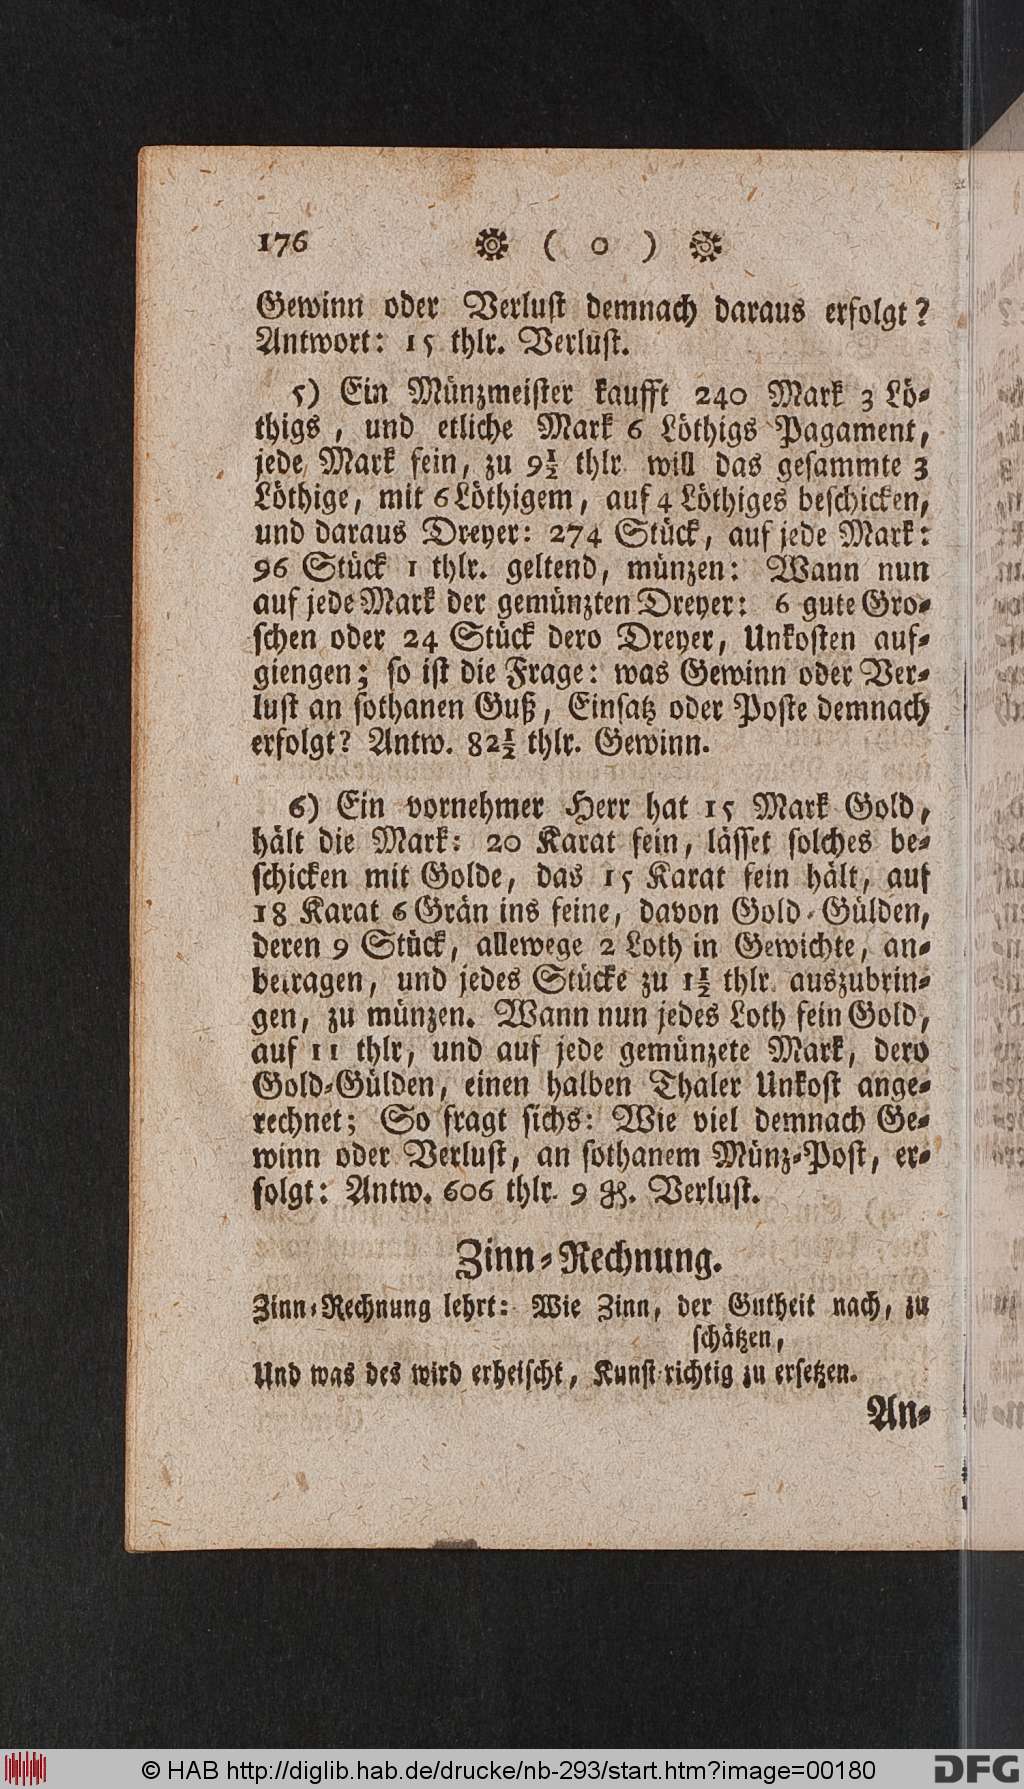 176 ( o )
Gewinn oder Verlust demnach daraus erfolgt?
Antwort: 15 thlr. Verlust.
5) Ein Münzmeister kaufft 240 Mark 3 Lö-
thigs, und etliche Mark 6 Löthigs Pagament,
jede Mark fein, zu 9½ thlr. will das gesammte 3
Löthige, mit 6 Löthigem, auf 4 Löthiges beschicken,
und daraus Dreyer: 274 Stück, auf jede Mark:
96 Stück 1 thlr. geltend, münzen: Wann nun
auf jede Mark der gemünzten Dreyer: 6 gute Gro-
schen oder 24 Stück dero Dreyer, Unkosten auf-
giengen; so ist die Frage: was Gewinn oder Ver-
lust an sothanen Guß, Einsatz oder Poste demnach
erfolgt? Antw. 82½ thlr. Gewinn.
6) Ein vornehmer Herr hat 15 Mark Gold,
hält die Mark: 20 Karat fein, lässet solches be-
schicken mit Golde, das 15 Karat fein hält, auf
18 Karat 6 Grän ins feine, davon Gold-Gülden,
deren 9 Stück, allewege 2 Loth in Gewichte, an-
betragen, und jedes Stücke zu 1½ thlr. auszubrin-
gen, zu münzen. Wann nun jedes Loth fein Gold,
auf 11 thlr, und auf jede gemünzete Mark, dero
Gold-Gülden, einen halben Thaler Unkost ange-
rechnet; So fragt sichs: Wie viel demnach Ge-
winn oder Verlust, an sothanem Münz-Post, er-
folgt: Antw. 606 thlr. 9 gg. Verlust.
Zinn-Rechnung.
Zinn-Rechnung lehrt: Wie Zinn, der Gutheit nach, zu
schätzen,
Und was des wird erheischt, Kunst-richtig zu ersetzen.
An-
© HAB http://diglib.hab.de/drucke/nb-293/start.htm?image=00180
DFG